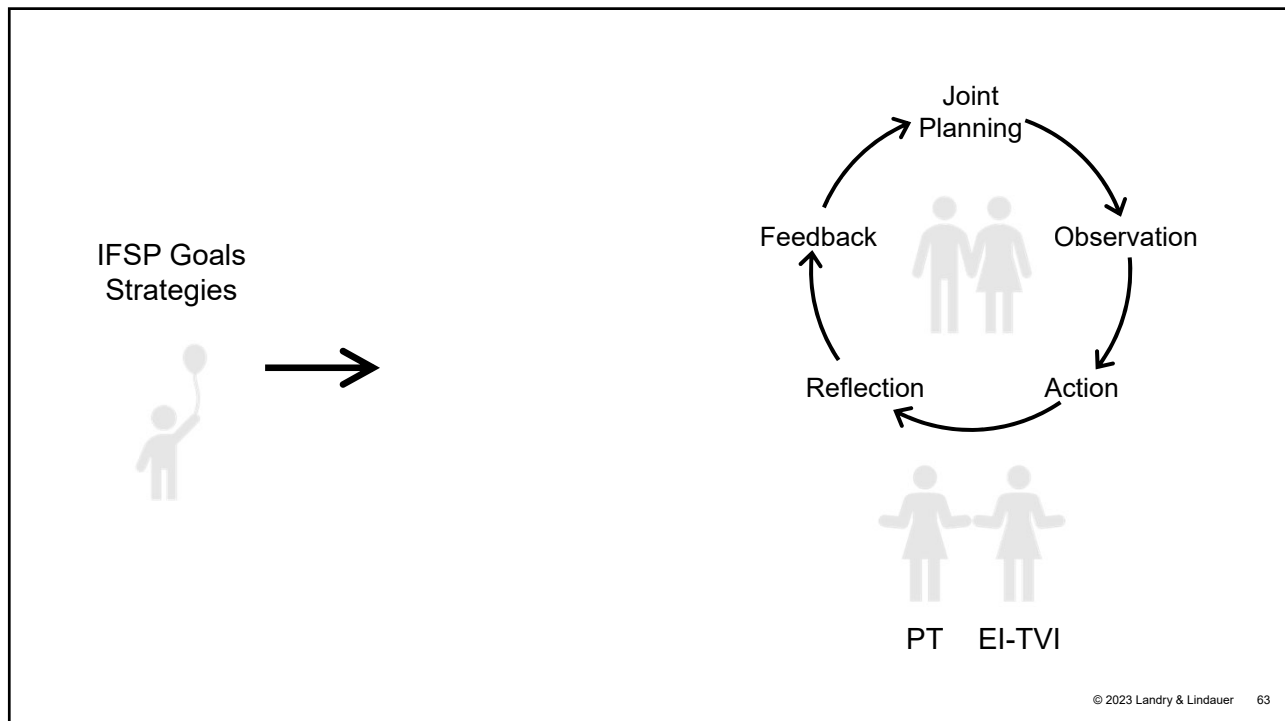 IFSP Goals
Strategies
Joint
Planning
Observation
Action
Reflection
Feedback
PT EI-TVI
© 2023 Landry & Lindauer 63